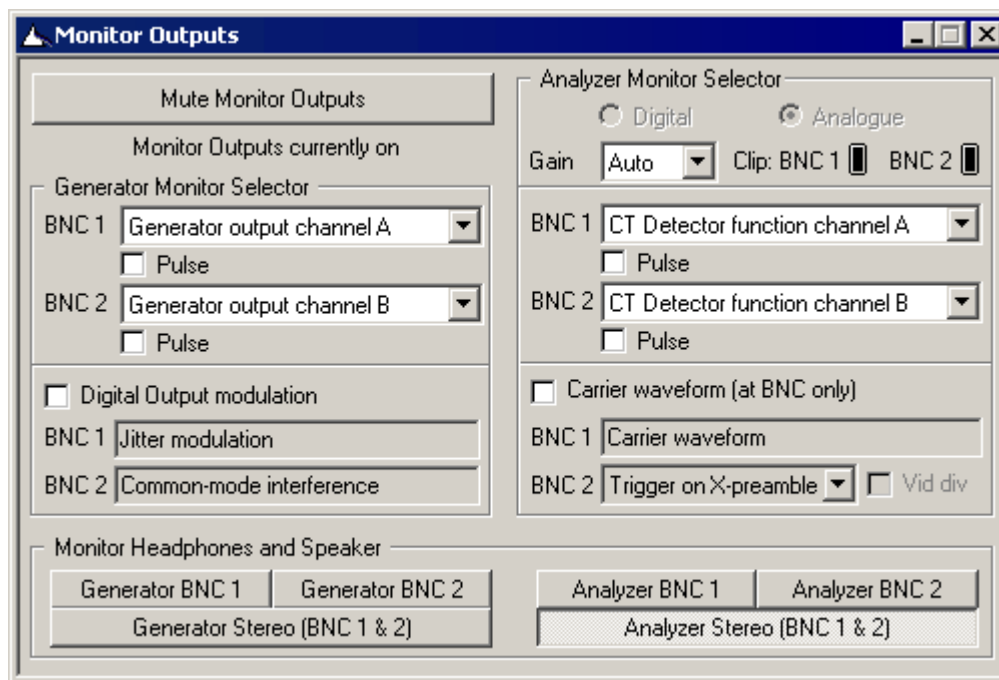 Monitor Outputs
Mute Monitor Outputs
Monitor Outputs currently on
Generator Monitor Selector
BNC 1 Generator output channel A
Pulse
BNC 2 Generator output channel B
Pulse
Digital Output modulation
BNC 1 Jitter modulation
BNC 2 Common-mode interference
Analyzer Monitor Selector
Digital Analogue
Gain Auto Clip: BNC 1 BNC 2
BNC 1 CT Detector function channel A
Pulse
BNC 2 CT Detector function channel B
Pulse
Carrier waveform (at BNC only)
BNC 1 Carrier waveform
BNC 2 Trigger on X-preamble Vid div
Monitor Headphones and Speaker
Generator BNC 1 Generator BNC 2
Generator Stereo (BNC 1 & 2)
Analyzer BNC 1 Analyzer BNC 2
Analyzer Stereo (BNC 1 & 2)